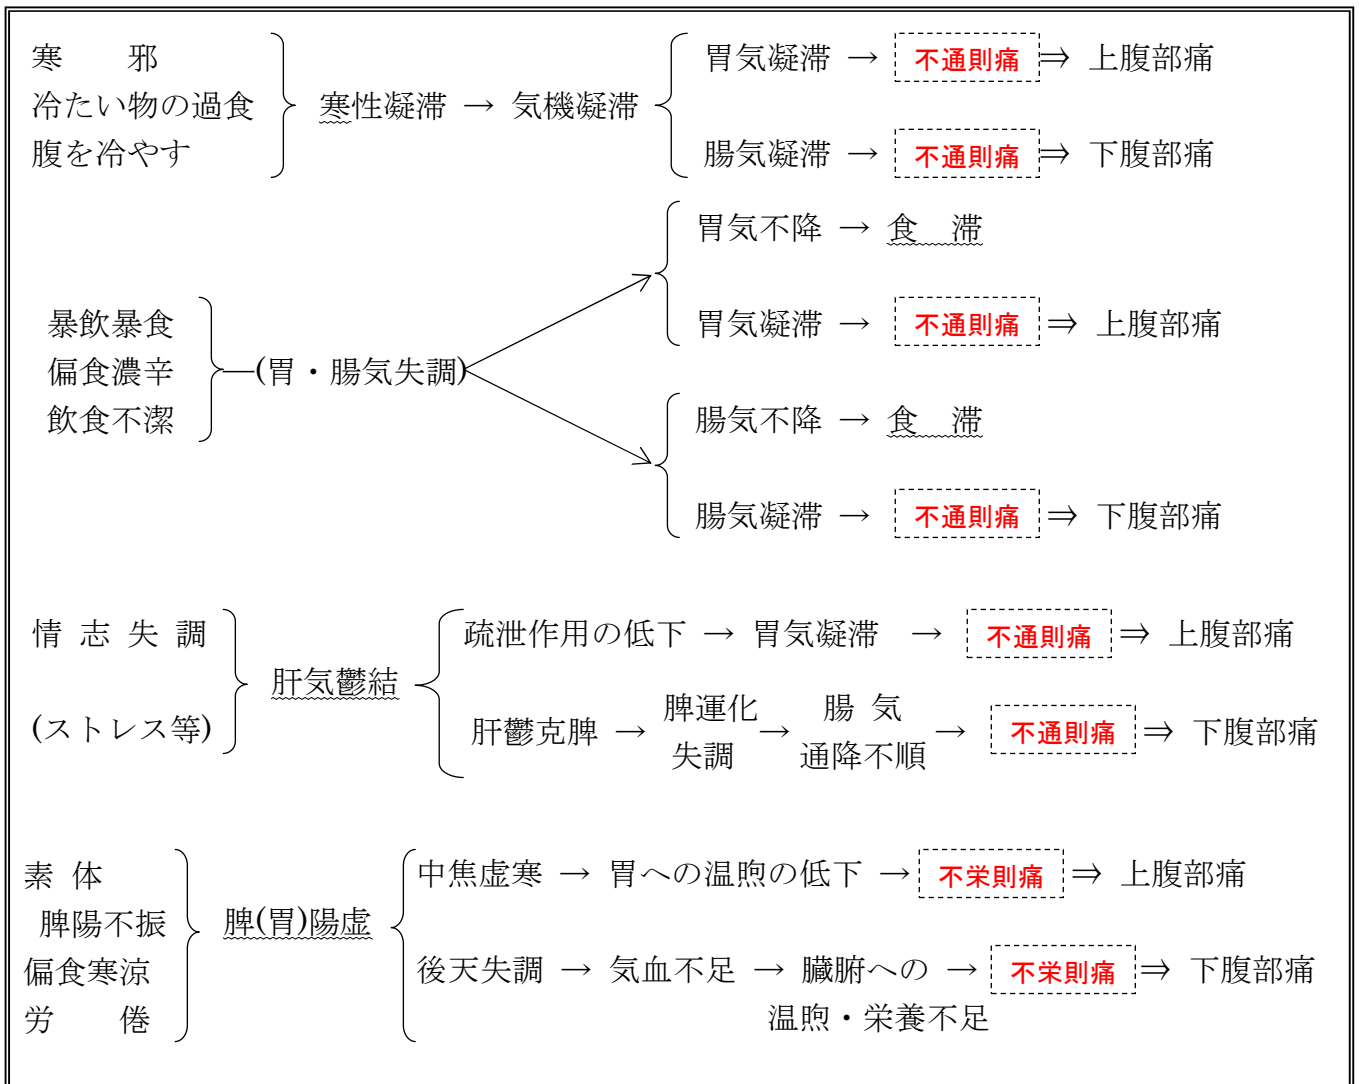 寒　　邪
冷たい物の過食
腹を冷やす
寒性凝滞 → 気機凝滞
胃気凝滞 → 不通則痛 ⇒ 上腹部痛
腸気凝滞 → 不通則痛 ⇒ 下腹部痛
暴飲暴食
偏食濃辛
飲食不潔
(胃・腸気失調)
胃気不降 → 食　滞
胃気凝滞 → 不通則痛 ⇒ 上腹部痛
腸気不降 → 食　滞
腸気凝滞 → 不通則痛 ⇒ 下腹部痛
情 志 失 調
(ストレス等)
肝気鬱結
疏泄作用の低下 → 胃気凝滞 → 不通則痛 ⇒ 上腹部痛
肝鬱克脾 → 脾運化失調 → 腸 気通降不順 → 不通則痛 ⇒ 下腹部痛
素 体
脾陽不振
偏食寒涼
労　　倦
脾(胃)陽虚
中焦虚寒 → 胃への温煦の低下 → 不栄則痛 ⇒ 上腹部痛
後天失調 → 気血不足 → 臓腑への → 不栄則痛 ⇒ 下腹部痛
温煦・栄養不足